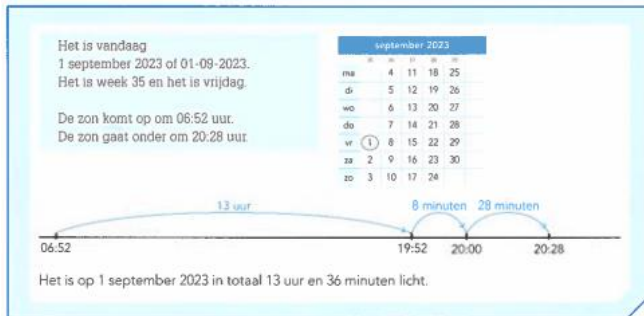 Het is vandaag
1 september 2023 of 01-09-2023.
Het is week 35 en het is vrijdag.
De zon komt op om 06:52 uur.
De zon gaat onder om 20:28 uur.
september 2023
ma 4 11 18 25
di 5 12 19 26
wo 6 13 20 27
do 7 14 21 28
vr 1 8 15 22 29
za 2 9 16 23 30
zo 3 10 17 24
13 uur 8 minuten 28 minuten
06:52 19:52 20:00 20:28
Het is op 1 september 2023 in totaal 13 uur en 36 minuten licht.